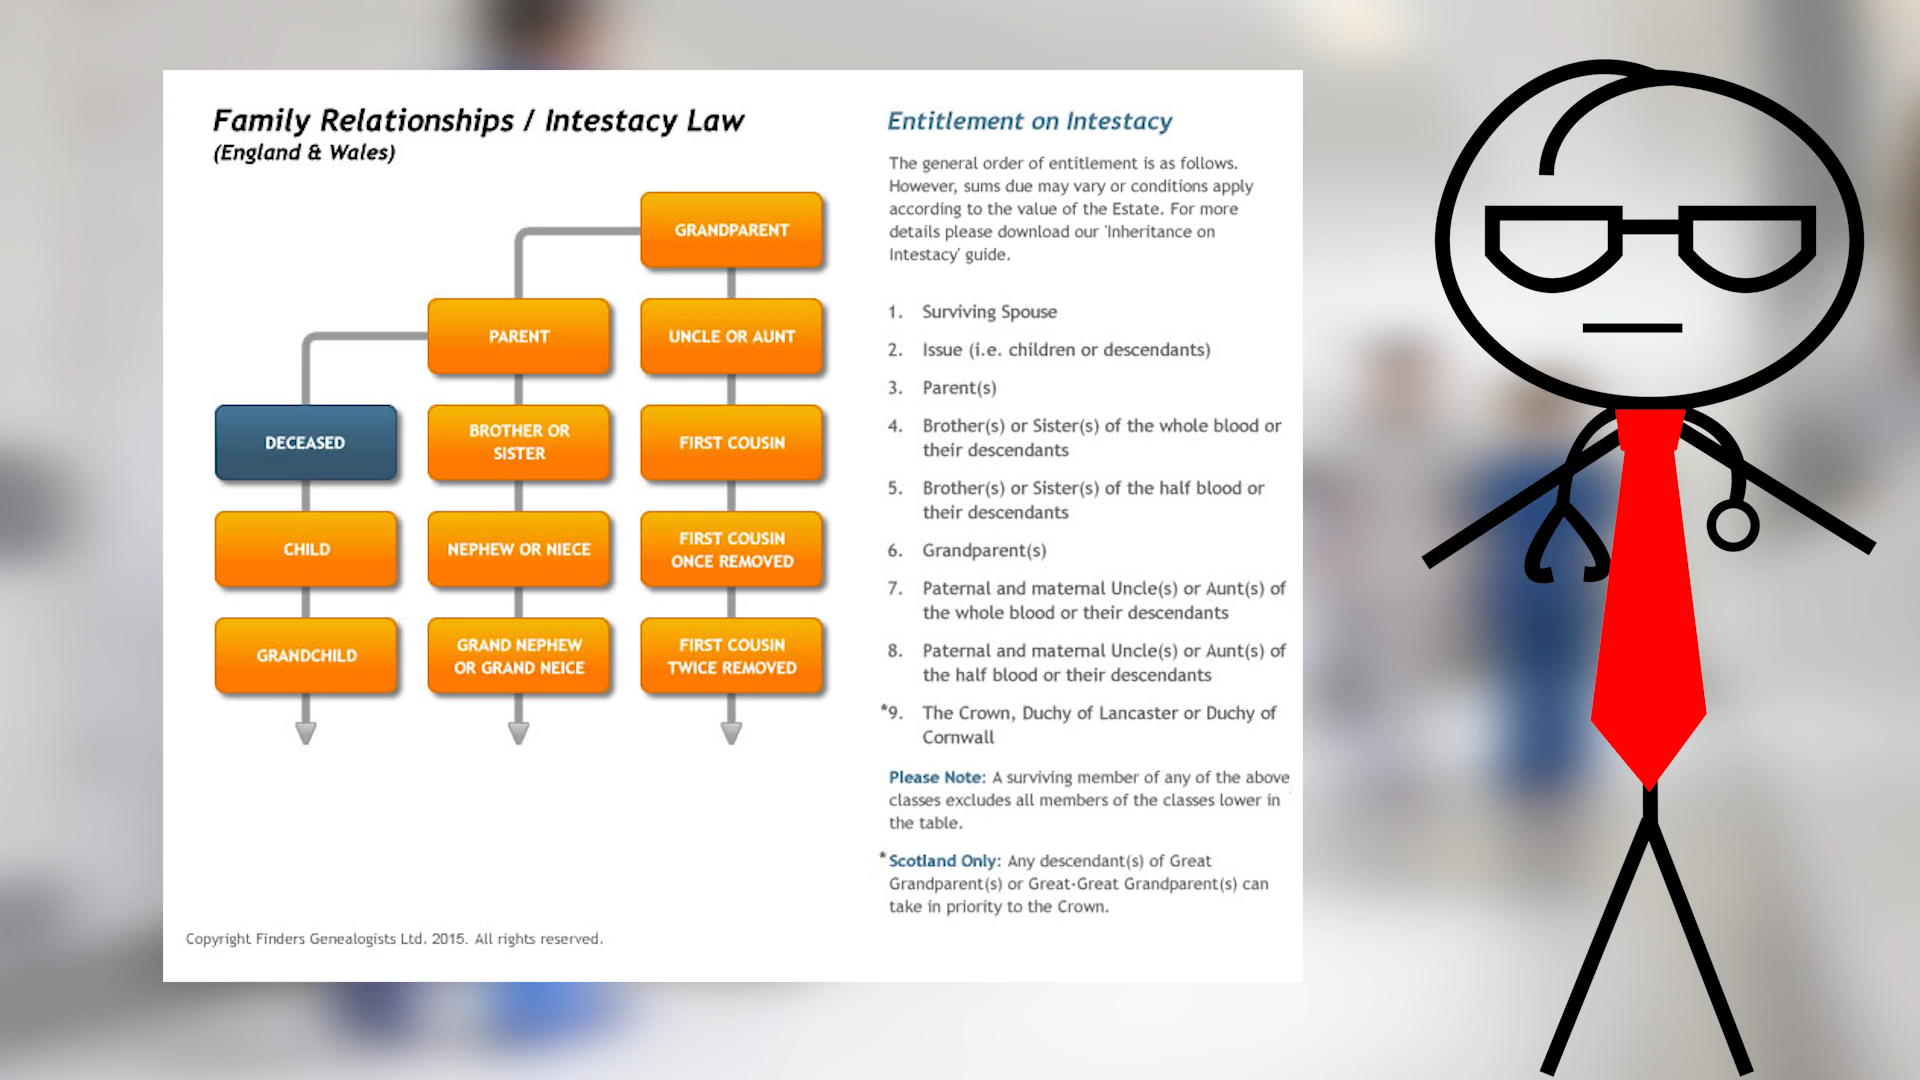 Family Relationships / Intestacy Law
(England & Wales)
GRANDPARENT
PARENT
UNCLE OR AUNT
DECEASED
BROTHER OR
SISTER
FIRST COUSIN
CHILD
NEPHEW OR NIECE
FIRST COUSIN
ONCE REMOVED
GRANDCHILD
GRAND NEPHEW
OR GRAND NEICE
FIRST COUSIN
TWICE REMOVED
Copyright Finders Genealogists Ltd. 2015. All rights reserved.
Entitlement on Intestacy
The general order of entitlement is as follows.
However, sums due may vary or conditions apply
according to the value of the Estate. For more
details please download our 'Inheritance on
Intestacy' guide.
1. Surviving Spouse
2. Issue (i.e. children or descendants)
3. Parent(s)
4. Brother(s) or Sister(s) of the whole blood or
their descendants
5. Brother(s) or Sister(s) of the half blood or
their descendants
6. Grandparent(s)
7. Paternal and maternal Uncle(s) or Aunt(s) of
the whole blood or their descendants
8. Paternal and maternal Uncle(s) or Aunt(s) of
the half blood or their descendants
*9. The Crown, Duchy of Lancaster or Duchy of
Cornwall
Please Note: A surviving member of any of the above
classes excludes all members of the classes lower in
the table.
*Scotland Only: Any descendant(s) of Great
Grandparent(s) or Great-Great Grandparent(s) can
take in priority to the Crown.